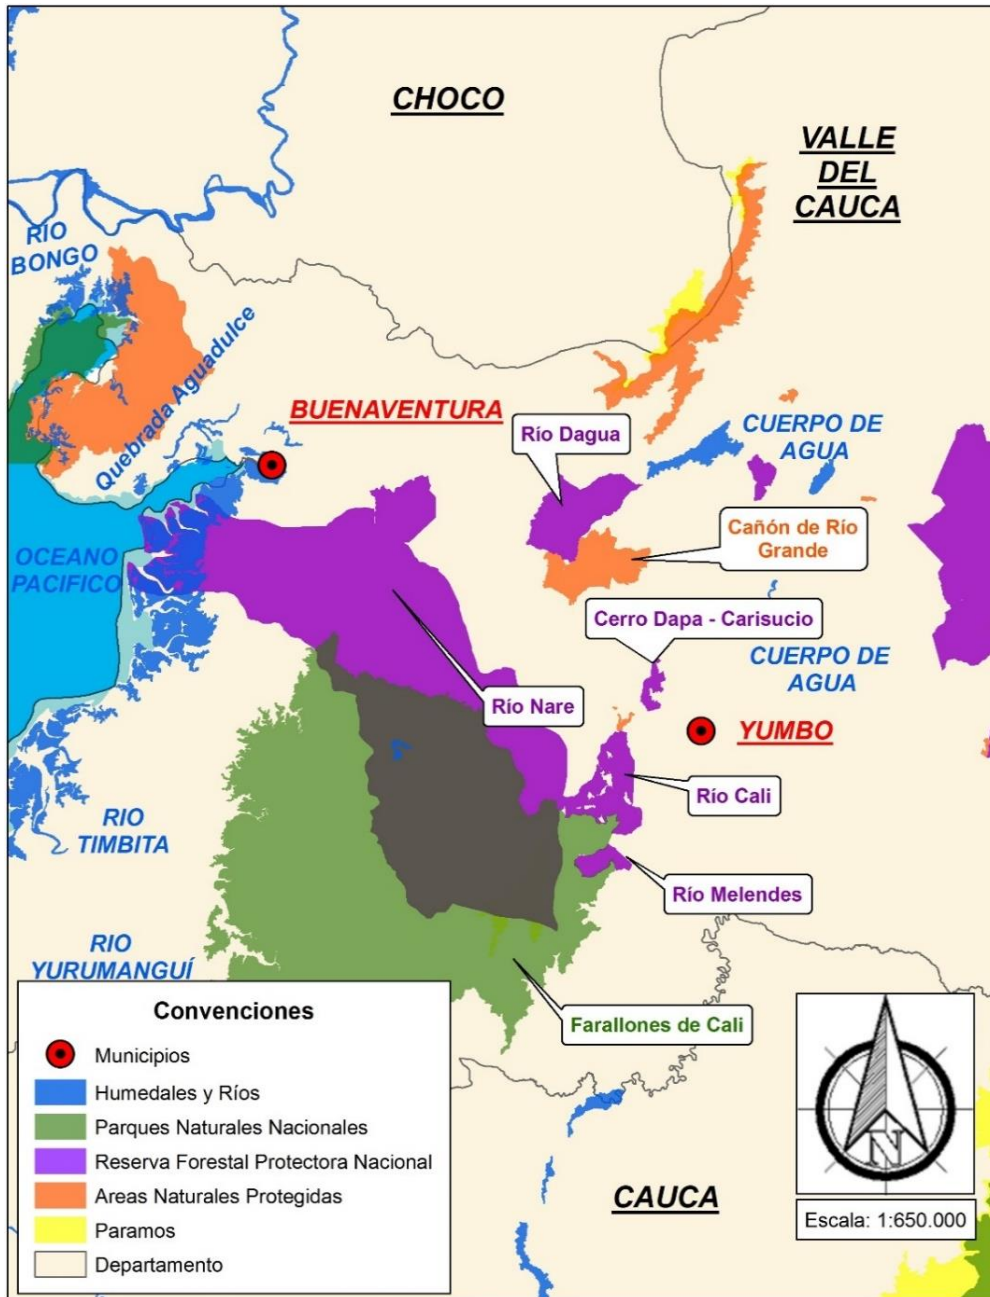 CHOCO
VALLE
DEL
CAUCA
RIO
BONGO
Quebrada Aguadulce
BUENAVENTURA
Río Dagua
CUERPO DE
AGUA
Cañón de Río
Grande
OCEANO
PACIFICO
Cerro Dapa - Carisucio
CUERPO DE
AGUA
Río Nare
YUMBO
Río Cali
RIO
TIMBITA
Río Melendes
RIO
YURUMANGUÍ
Farallones de Cali
Convenciones
Municipios
Humedales y Ríos
Parques Naturales Nacionales
Reserva Forestal Protectora Nacional
Areas Naturales Protegidas
Paramos
Departamento
CAUCA
N
Escala: 1:650.000